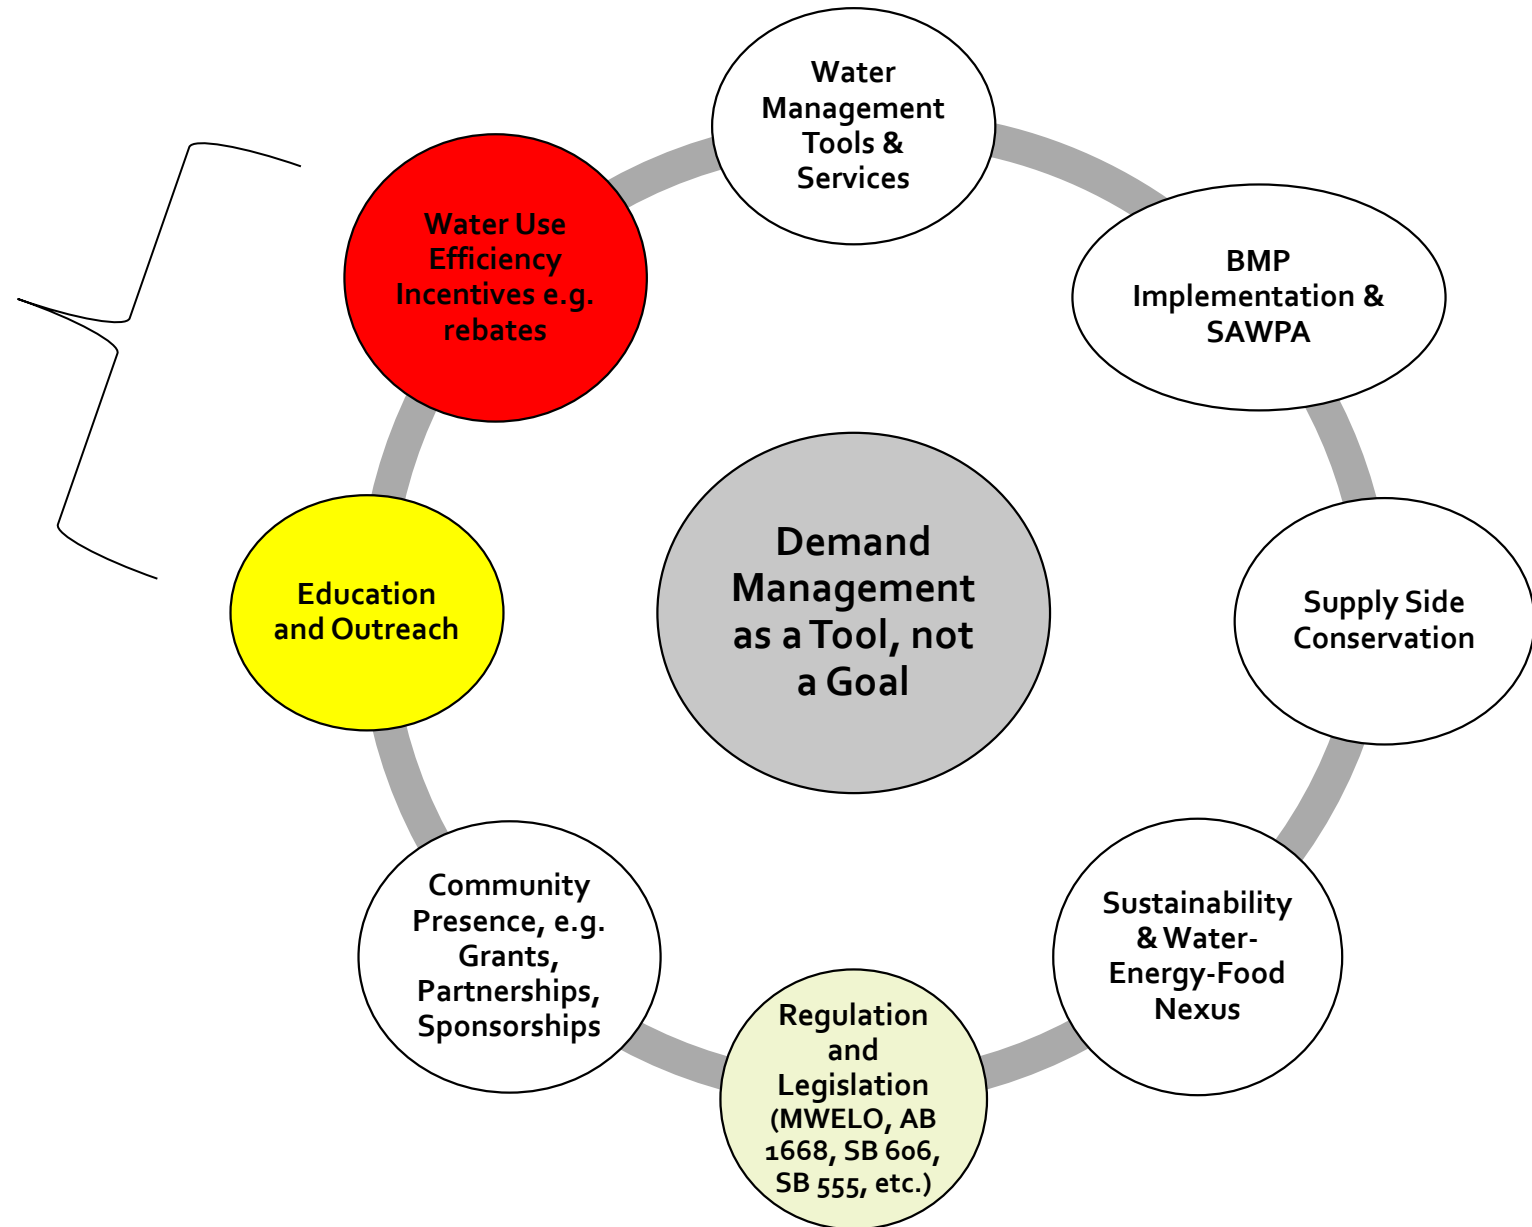 Water
Management
Tools &
Services
Water Use
Efficiency
Incentives e.g.
rebates
BMP
Implementation &
SAWPA
Demand
Management
as a Tool, not
a Goal
Education
and Outreach
Supply Side
Conservation
Community
Presence, e.g.
Grants,
Partnerships,
Sponsorships
Sustainability
& Water-
Energy-Food
Nexus
Regulation
and
Legislation
(MWELO, AB
1668, SB 606,
SB 555, etc.)